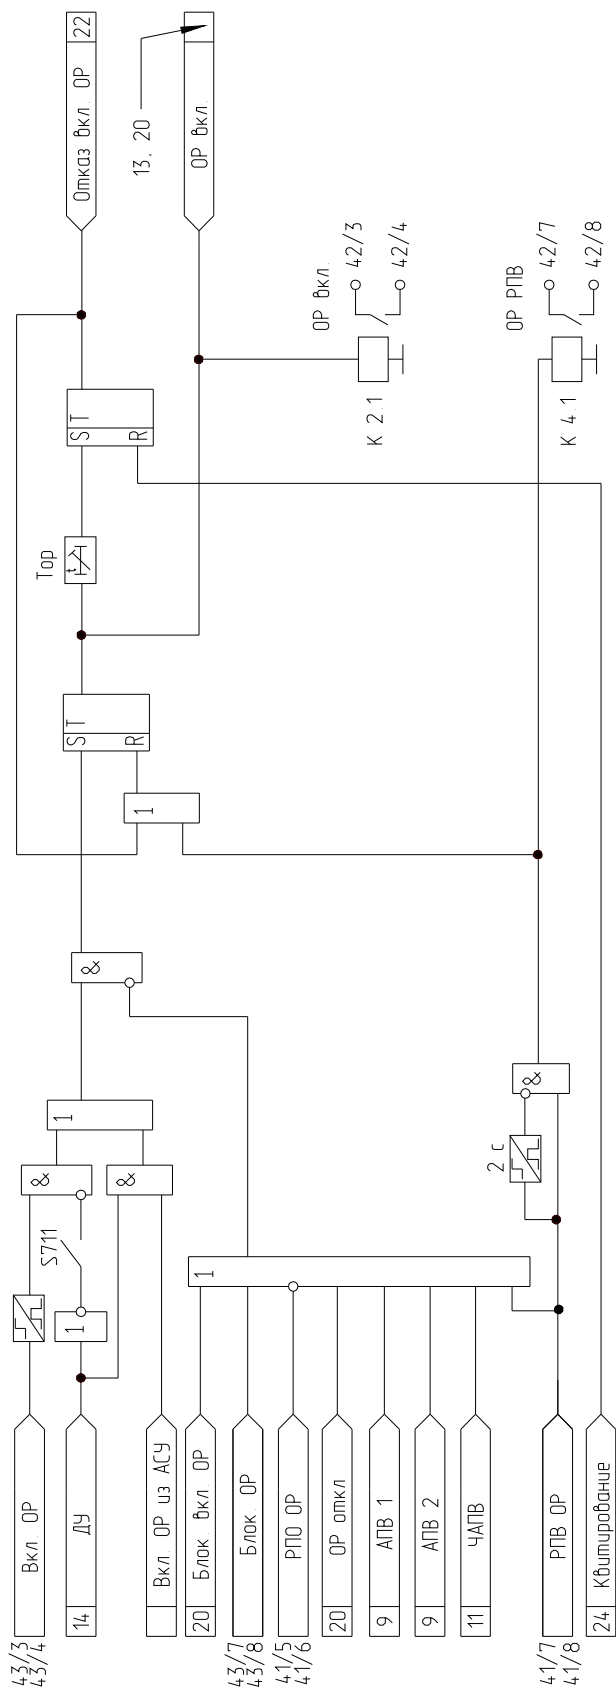 22
Отказ вкл. ОР
13, 20
ОР вкл.
ОР вкл.
42/3
42/4
К 2.1
ОР РПВ
42/7
42/8
К 4.1
S T
R
Тор
t
S T
R
1
&
1
&
&
&
2 с
S711
1
1
Вкл. ОР
43/3
43/4
ДУ
14
Вкл. ОР из АСУ
Блок. вкл. ОР
20
Блок. ОР
43/7
43/8
РПО ОР
41/5
41/6
ОР откл
20
АПВ 1
9
АПВ 2
9
ЧАПВ
11
РПВ ОР
41/7
41/8
Квитирование
24